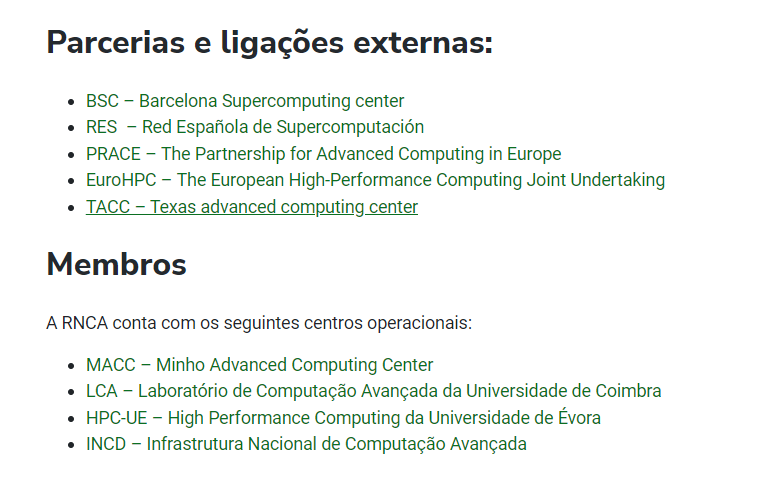 Parcerias e ligações externas:
BSC – Barcelona Supercomputing center
RES – Red Española de Supercomputación
PRACE – The Partnership for Advanced Computing in Europe
EuroHPC – The European High-Performance Computing Joint Undertaking
TACC – Texas advanced computing center
Membros
A RNCA conta com os seguintes centros operacionais:
MACC – Minho Advanced Computing Center
LCA – Laboratório de Computação Avançada da Universidade de Coimbra
HPC-UE – High Performance Computing da Universidade de Évora
INCD – Infrastrutura Nacional de Computação Avançada